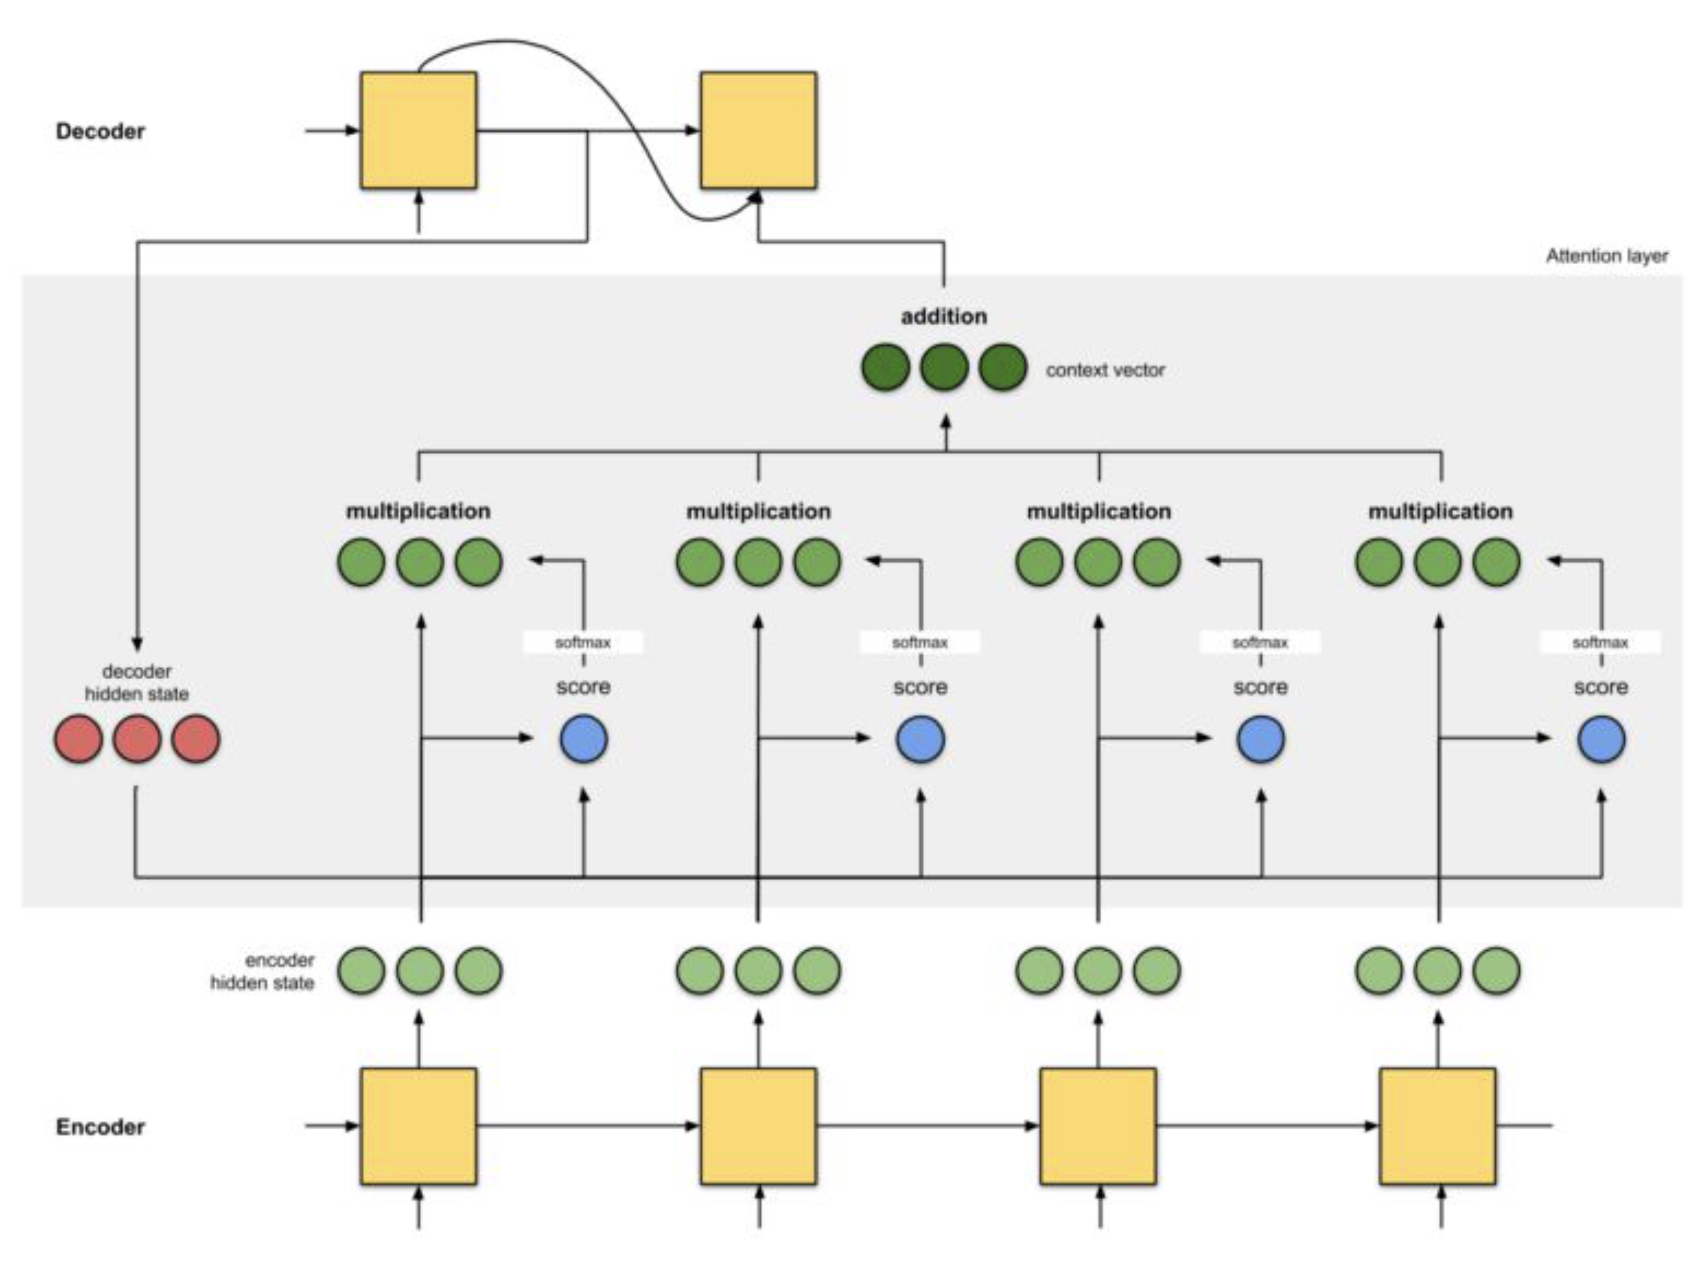 Decoder
Attention layer
addition
context vector
multiplication
multiplication
multiplication
multiplication
softmax
softmax
softmax
softmax
decoder
hidden state
score
score
score
score
encoder
hidden state
Encoder